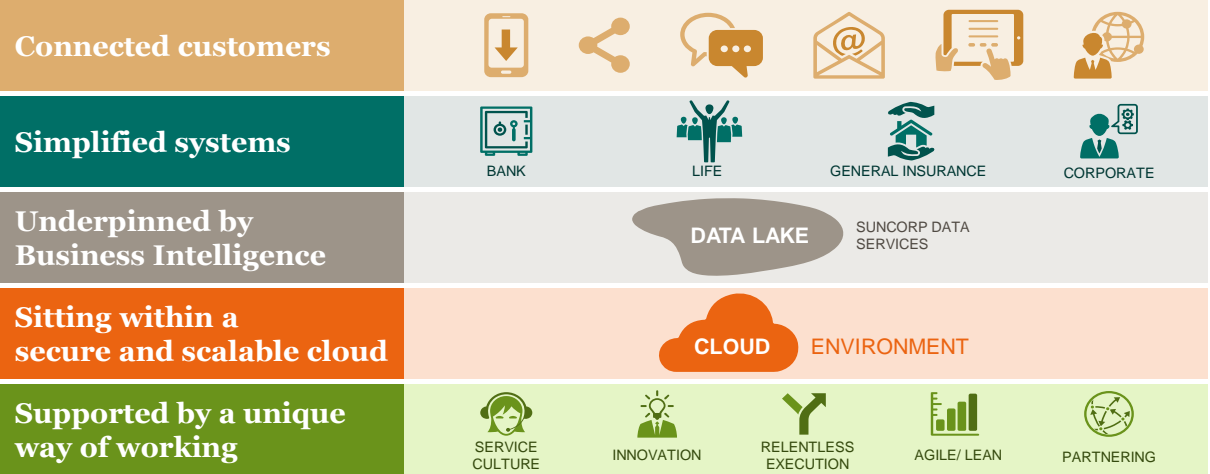 Connected customers
@
Simplified systems
BANK
LIFE
GENERAL INSURANCE
CORPORATE
Underpinned by
Business Intelligence
DATA LAKE
SUNCORP DATA
SERVICES
Sitting within a
secure and scalable cloud
CLOUD
ENVIRONMENT
Supported by a unique
way of working
SERVICE
CULTURE
INNOVATION
RELENTLESS
EXECUTION
AGILE/ LEAN
PARTNERING